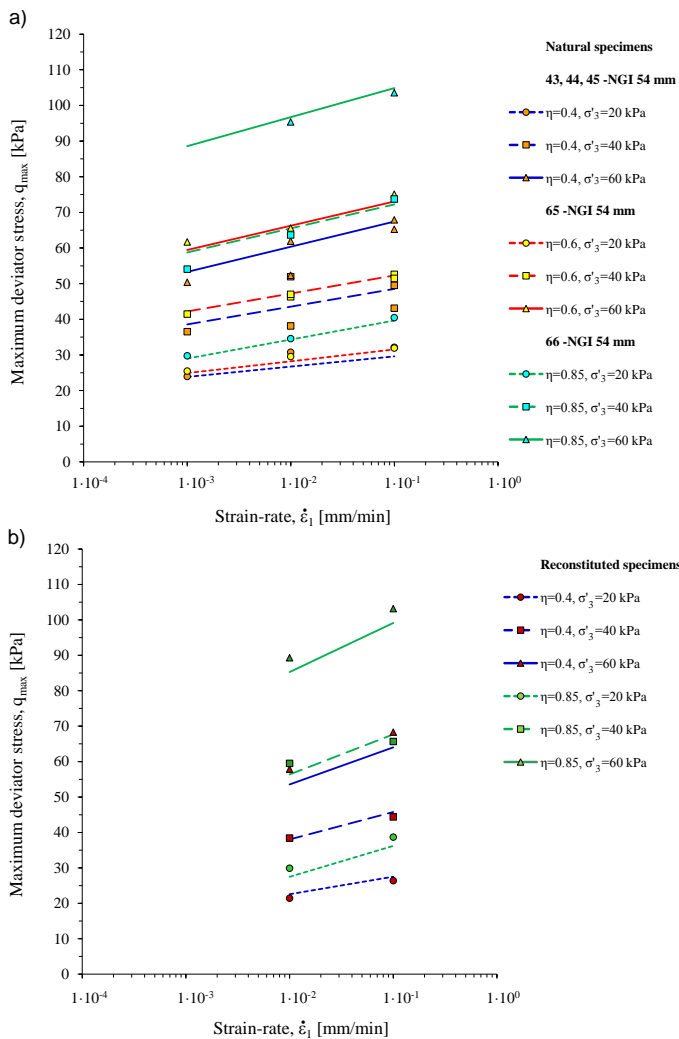 a)
120
110
100
90
80
70
60
50
40
30
20
10
0
Maximum deviator stress, q_max [kPa]
1·10⁻⁴
1·10⁻³
1·10⁻²
1·10⁻¹
1·10⁰
Strain-rate, ε̇₁ [mm/min]
Natural specimens
43, 44, 45 -NGI 54 mm
η=0.4, σ'₃=20 kPa
η=0.4, σ'₃=40 kPa
η=0.4, σ'₃=60 kPa
65 -NGI 54 mm
η=0.6, σ'₃=20 kPa
η=0.6, σ'₃=40 kPa
η=0.6, σ'₃=60 kPa
66 -NGI 54 mm
η=0.85, σ'₃=20 kPa
η=0.85, σ'₃=40 kPa
η=0.85, σ'₃=60 kPa
b)
120
110
100
90
80
70
60
50
40
30
20
10
0
Maximum deviator stress, q_max [kPa]
1·10⁻⁴
1·10⁻³
1·10⁻²
1·10⁻¹
1·10⁰
Strain-rate, ε̇₁ [mm/min]
Reconstituted specimens
η=0.4, σ'₃=20 kPa
η=0.4, σ'₃=40 kPa
η=0.4, σ'₃=60 kPa
η=0.85, σ'₃=20 kPa
η=0.85, σ'₃=40 kPa
η=0.85, σ'₃=60 kPa